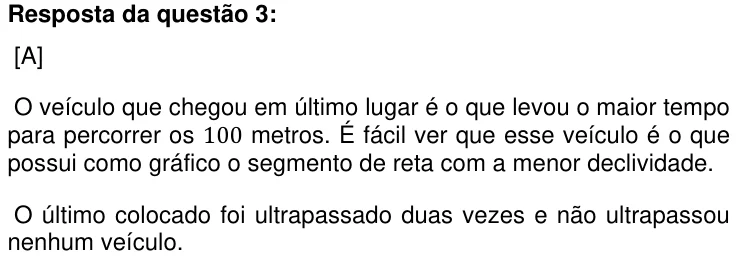 Resposta da questão 3:
[A]
O veículo que chegou em último lugar é o que levou o maior tempo
para percorrer os 100 metros. É fácil ver que esse veículo é o que
possui como gráfico o segmento de reta com a menor declividade.
O último colocado foi ultrapassado duas vezes e não ultrapassou
nenhum veículo.